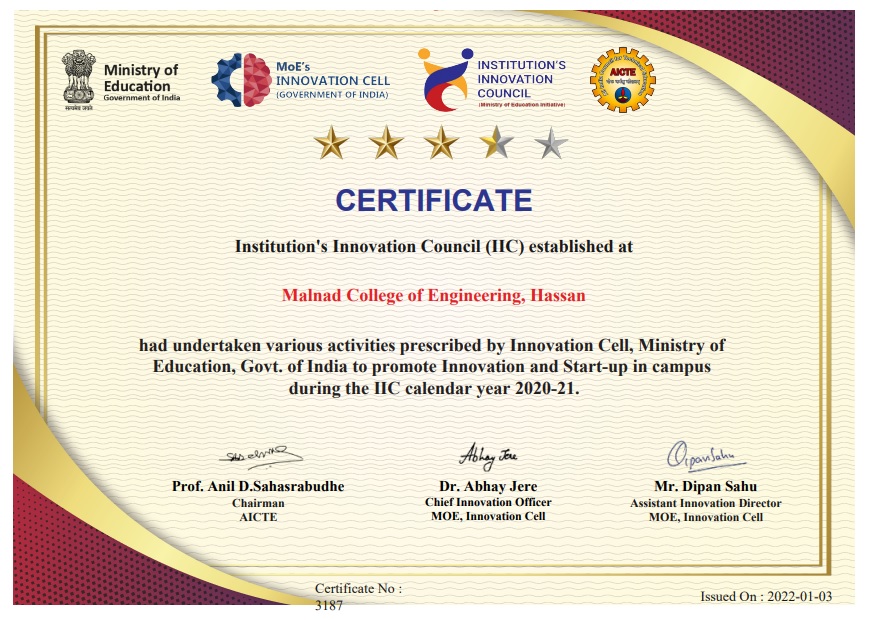 Ministry of
Education
Government of India
सत्यमेव जयते
MoE's
INNOVATION CELL
(GOVERNMENT OF INDIA)
INSTITUTION'S
INNOVATION
COUNCIL
(Ministry of Education Initiative)
AICTE
CERTIFICATE
Institution's Innovation Council (IIC) established at
Malnad College of Engineering, Hassan
had undertaken various activities prescribed by Innovation Cell, Ministry of
Education, Govt. of India to promote Innovation and Start-up in campus
during the IIC calendar year 2020-21.
Abhay Jere
Dipan Sahu
Prof. Anil D.Sahasrabudhe
Chairman
AICTE
Dr. Abhay Jere
Chief Innovation Officer
MOE, Innovation Cell
Mr. Dipan Sahu
Assistant Innovation Director
MOE, Innovation Cell
Certificate No :
3187
Issued On : 2022-01-03